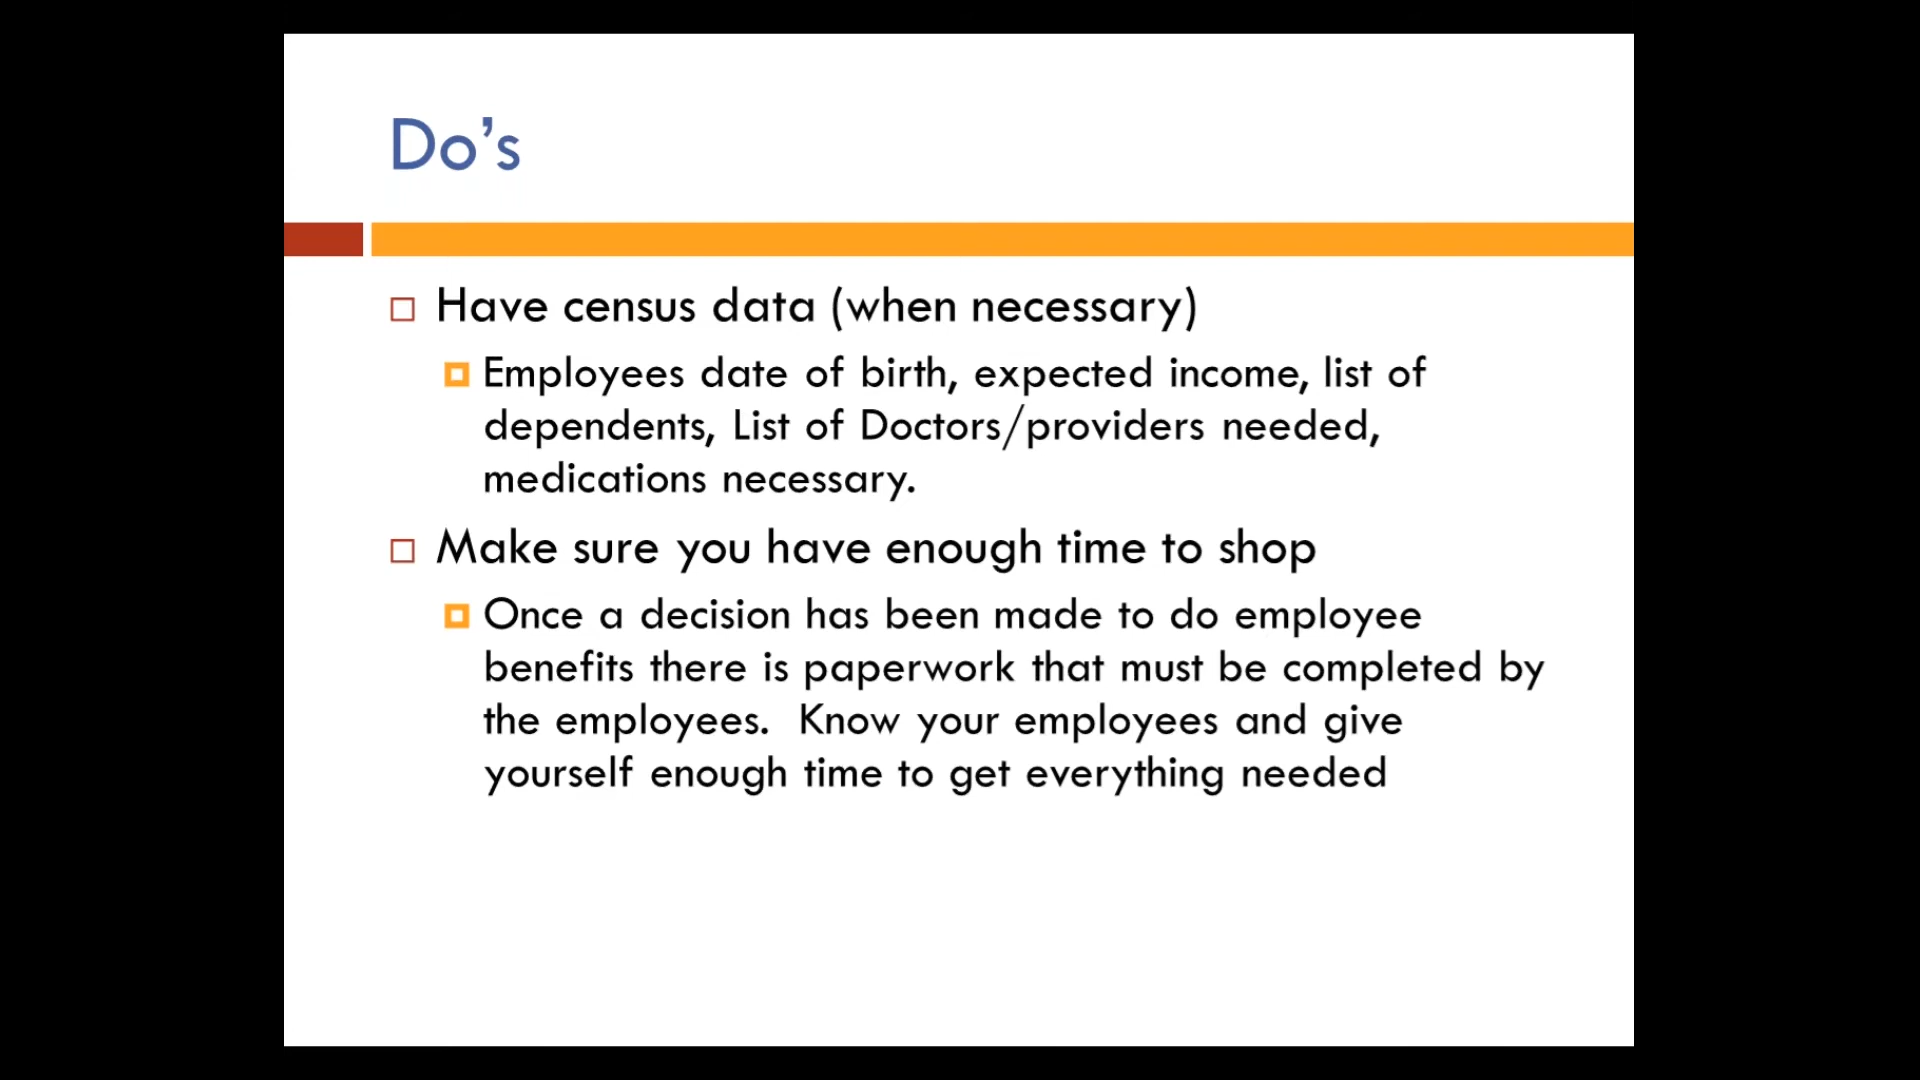 Do’s
Have census data (when necessary)
Employees date of birth, expected income, list of
dependents, List of Doctors/providers needed,
medications necessary.
Make sure you have enough time to shop
Once a decision has been made to do employee
benefits there is paperwork that must be completed by
the employees.  Know your employees and give
yourself enough time to get everything needed